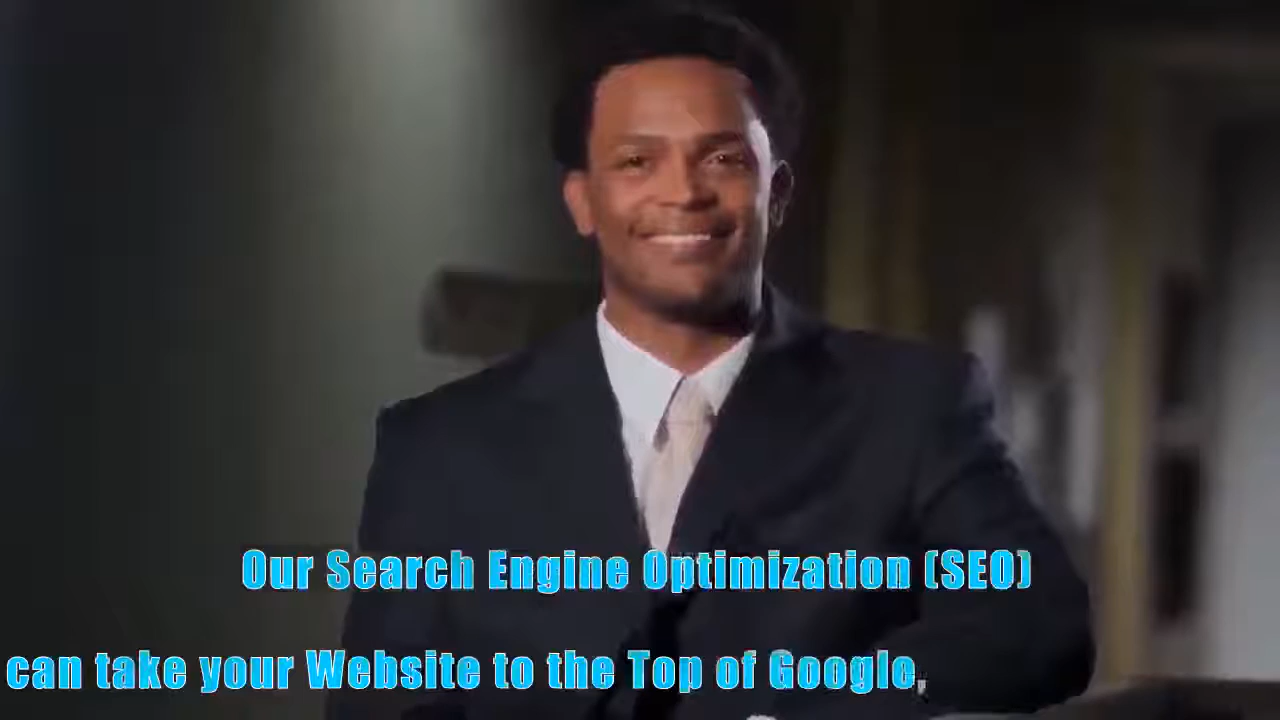 Our Search Engine Optimization (SEO)
can take your Website to the Top of Google,